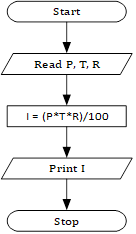 Start
Read P, T, R
I = (P*T*R)/100
Print I
Stop